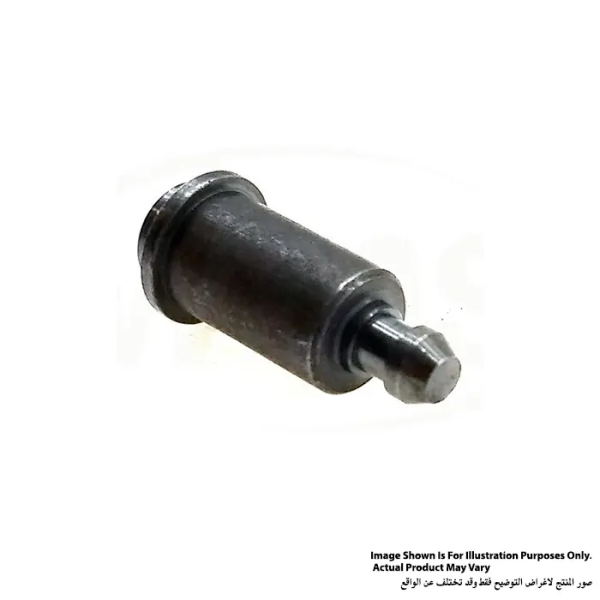 Image Shown Is For Illustration Purposes Only.
Actual Product May Vary
صور المنتج لاغراض التوضيح فقط وقد تختلف عن الواقع